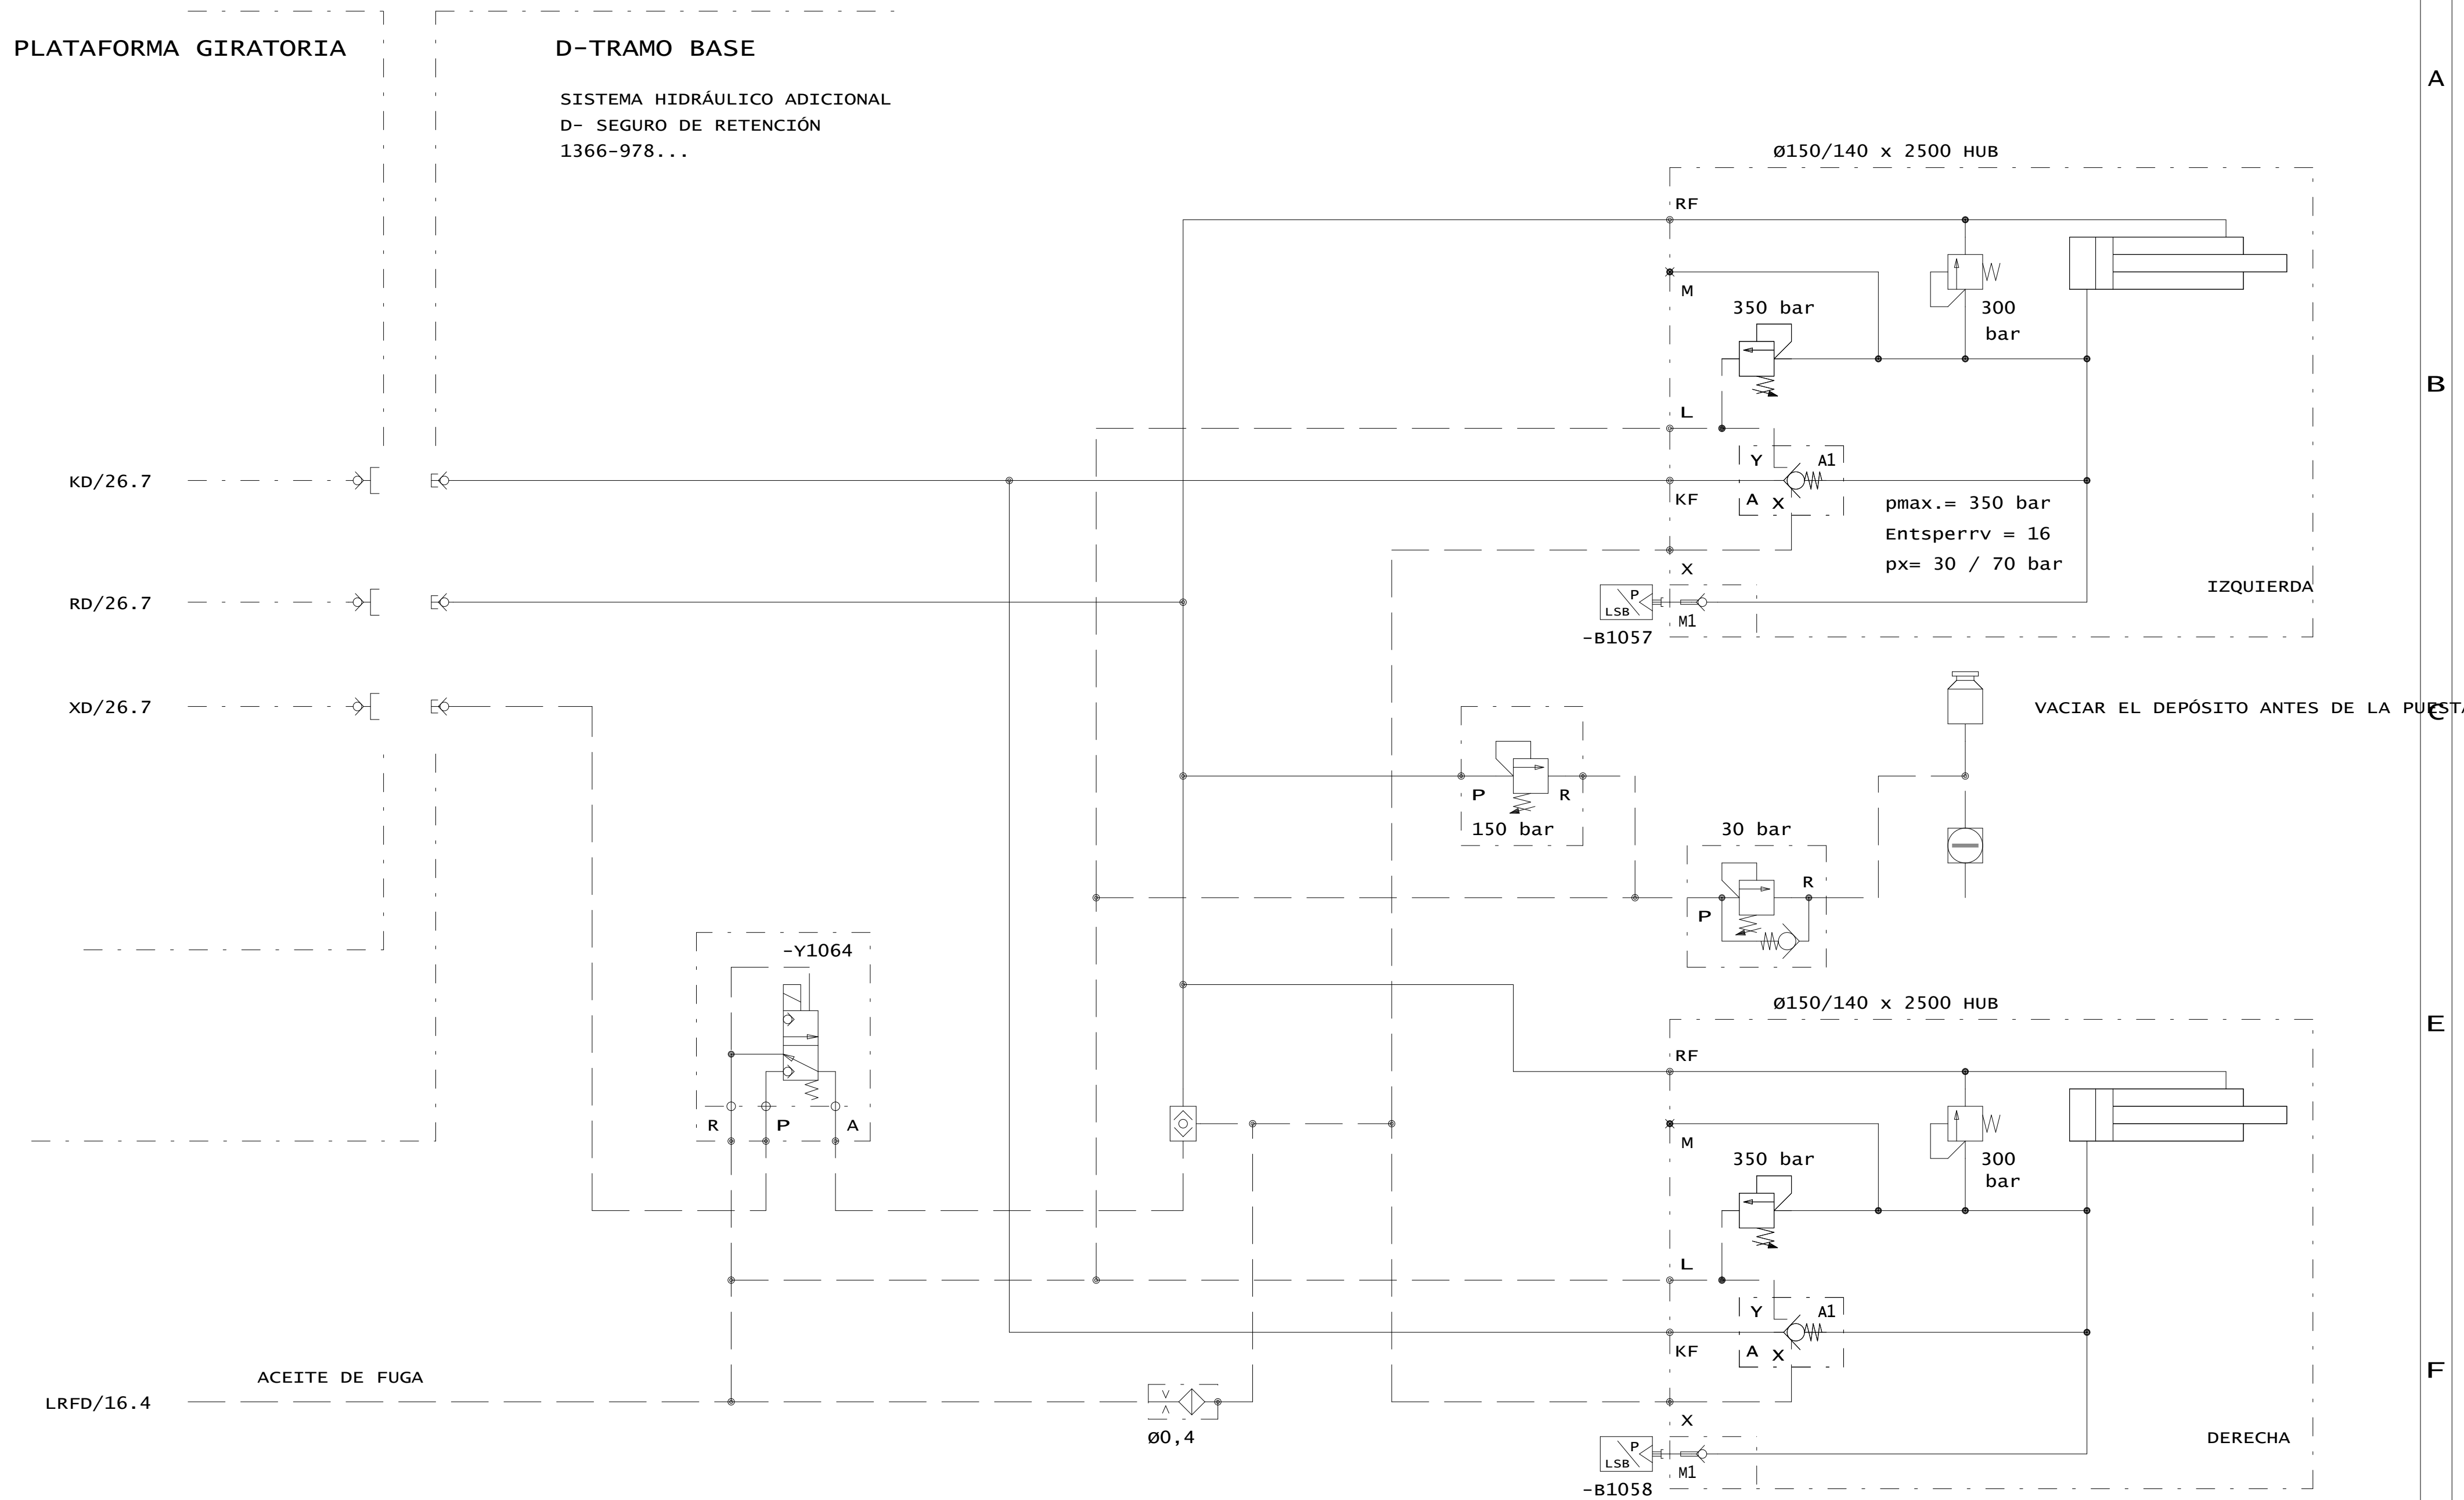 PLATAFORMA GIRATORIA
D-TRAMO BASE
SISTEMA HIDRÁULICO ADICIONAL
D- SEGURO DE RETENCIÓN
1366-978...
A
Ø150/140 x 2500 HUB
RF
M
350 bar
300
bar
B
L
Y
A1
KD/26.7
KF
A
X
pmax.= 350 bar
Entsperrv = 16
px= 30 / 70 bar
X
IZQUIERDA
RD/26.7
P
LSB
M1
-B1057
XD/26.7
VACIAR EL DEPÓSITO ANTES DE LA
C
P
R
150 bar
30 bar
R
P
-Y1064
R
P
A
Ø150/140 x 2500 HUB
E
RF
M
350 bar
300
bar
L
Y
A1
KF
A
X
F
ACEITE DE FUGA
LRFD/16.4
Ø0,4
X
DERECHA
P
LSB
M1
-B1058